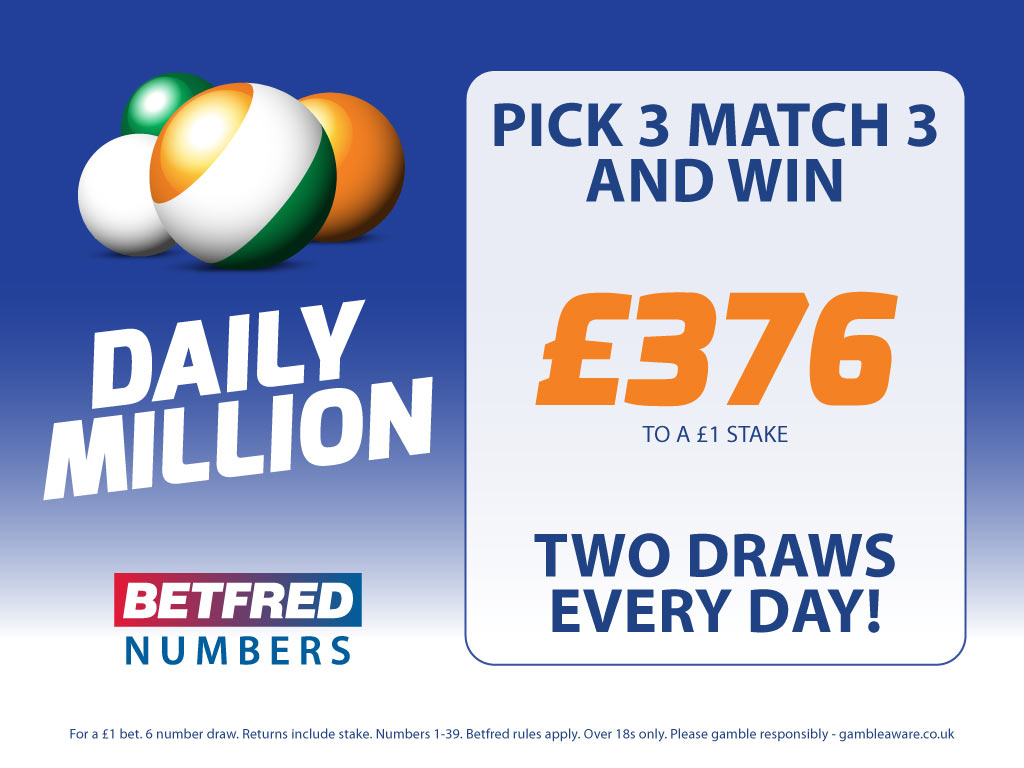 DAILY
MILLION
BETFRED
NUMBERS
PICK 3 MATCH 3
AND WIN
£376
TO A £1 STAKE
TWO DRAWS
EVERY DAY!
For a £1 bet. 6 number draw. Returns include stake. Numbers 1-39. Betfred rules apply. Over 18s only. Please gamble responsibly - gambleaware.co.uk